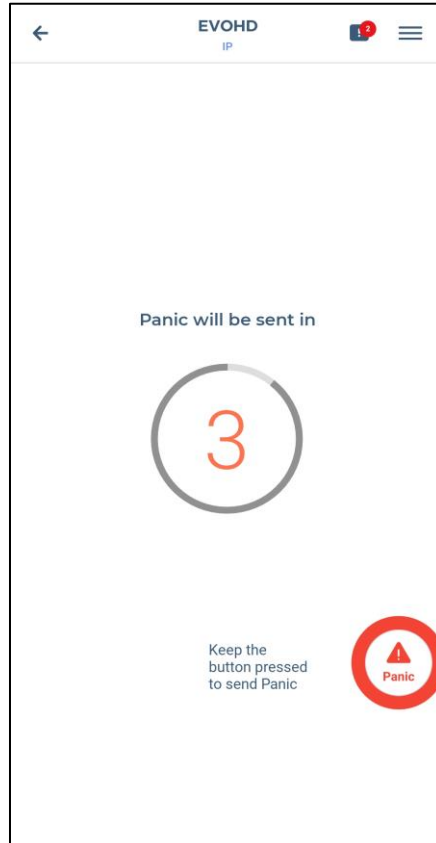 EVOHD
IP
2
Panic will be sent in
3
Keep the
button pressed
to send Panic
Panic